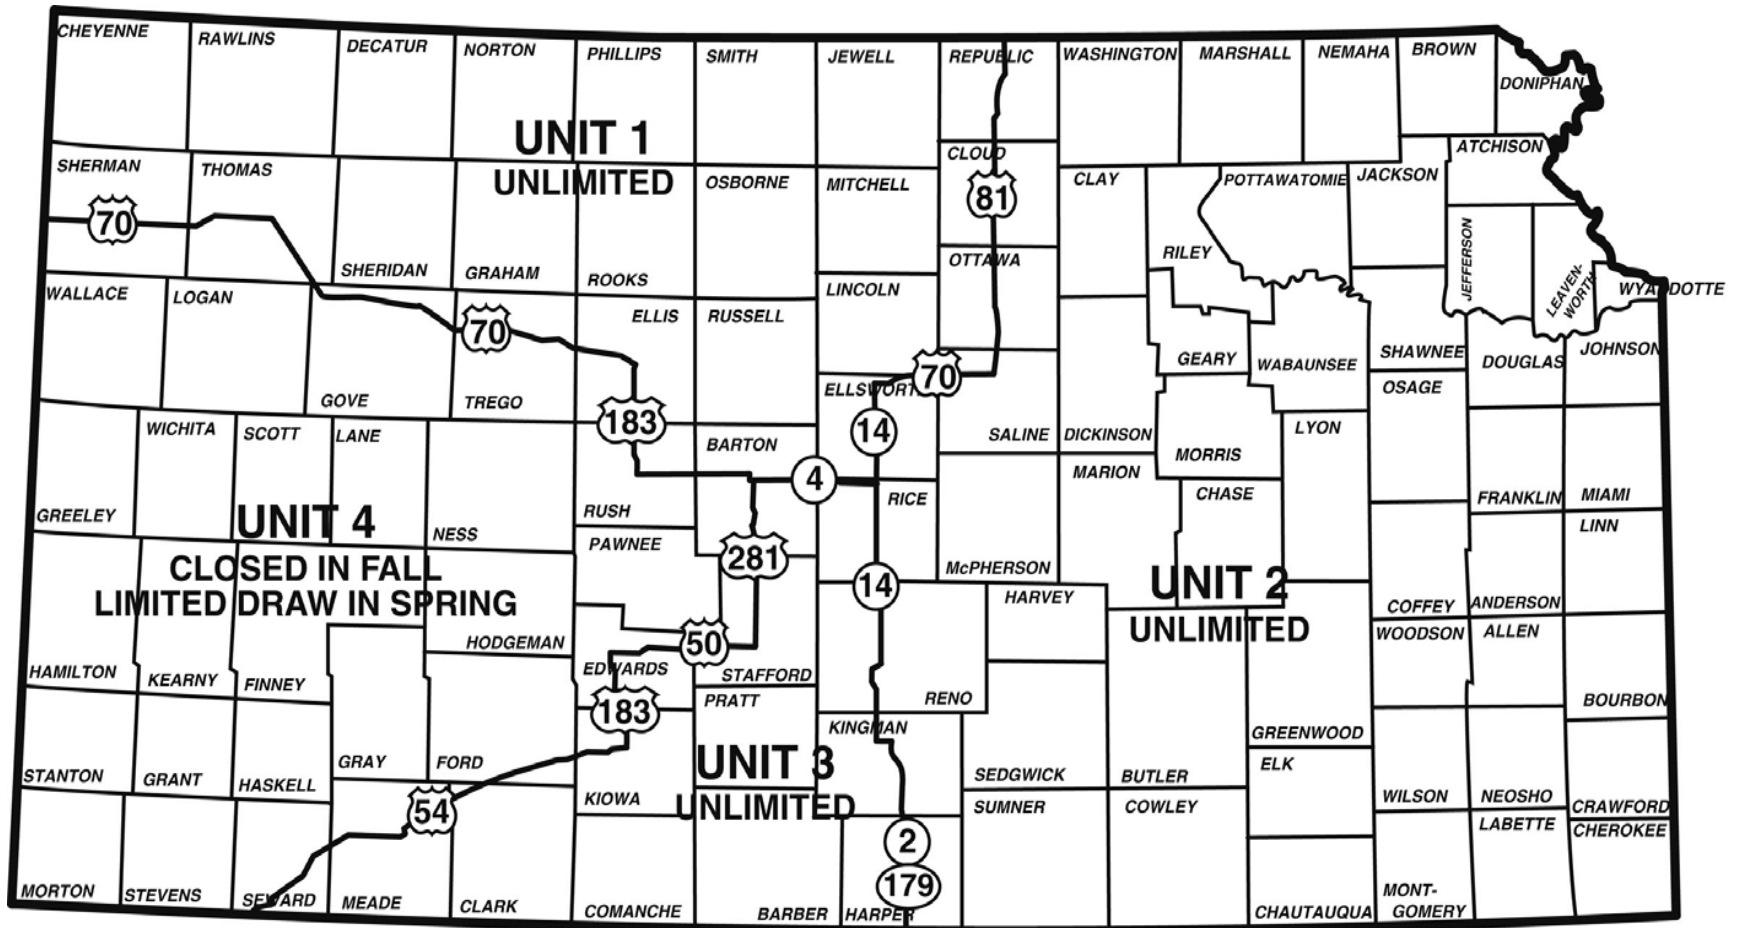 CHEYENNE
RAWLINS
DECATUR
NORTON
PHILLIPS
SMITH
JEWELL
REPUBLIC
WASHINGTON
MARSHALL
NEMAHA
BROWN
DONIPHAN
UNIT 1
UNLIMITED
ATCHISON
CLOUD
SHERMAN
THOMAS
OSBORNE
MITCHELL
CLAY
POTTAWATOMIE
JACKSON
81
70
RILEY
JEFFERSON
SHERIDAN
GRAHAM
ROOKS
OTTAWA
LEAVEN-
WORTH
WYANDOTTE
WALLACE
LOGAN
LINCOLN
ELLIS
RUSSELL
70
GEARY
WABAUNSEE
SHAWNEE
DOUGLAS
JOHNSON
70
ELLSWORTH
OSAGE
GOVE
TREGO
183
14
WICHITA
SCOTT
LANE
BARTON
SALINE
DICKINSON
LYON
MORRIS
MARION
4
RICE
CHASE
FRANKLIN
MIAMI
GREELEY
UNIT 4
NESS
RUSH
LINN
PAWNEE
281
CLOSED IN FALL
LIMITED DRAW IN SPRING
McPHERSON
14
UNIT 2
UNLIMITED
HARVEY
COFFEY
ANDERSON
WOODSON
ALLEN
HODGEMAN
50
HAMILTON
KEARNY
FINNEY
EDWARDS
STAFFORD
PRATT
RENO
BOURBON
183
KINGMAN
GREENWOOD
UNIT 3
UNLIMITED
STANTON
GRANT
HASKELL
GRAY
FORD
SEDGWICK
BUTLER
ELK
KIOWA
SUMNER
COWLEY
WILSON
NEOSHO
CRAWFORD
54
LABETTE
CHEROKEE
2
179
MORTON
STEVENS
SEWARD
MEADE
CLARK
COMANCHE
BARBER
HARPER
CHAUTAUQUA
MONT-
GOMERY